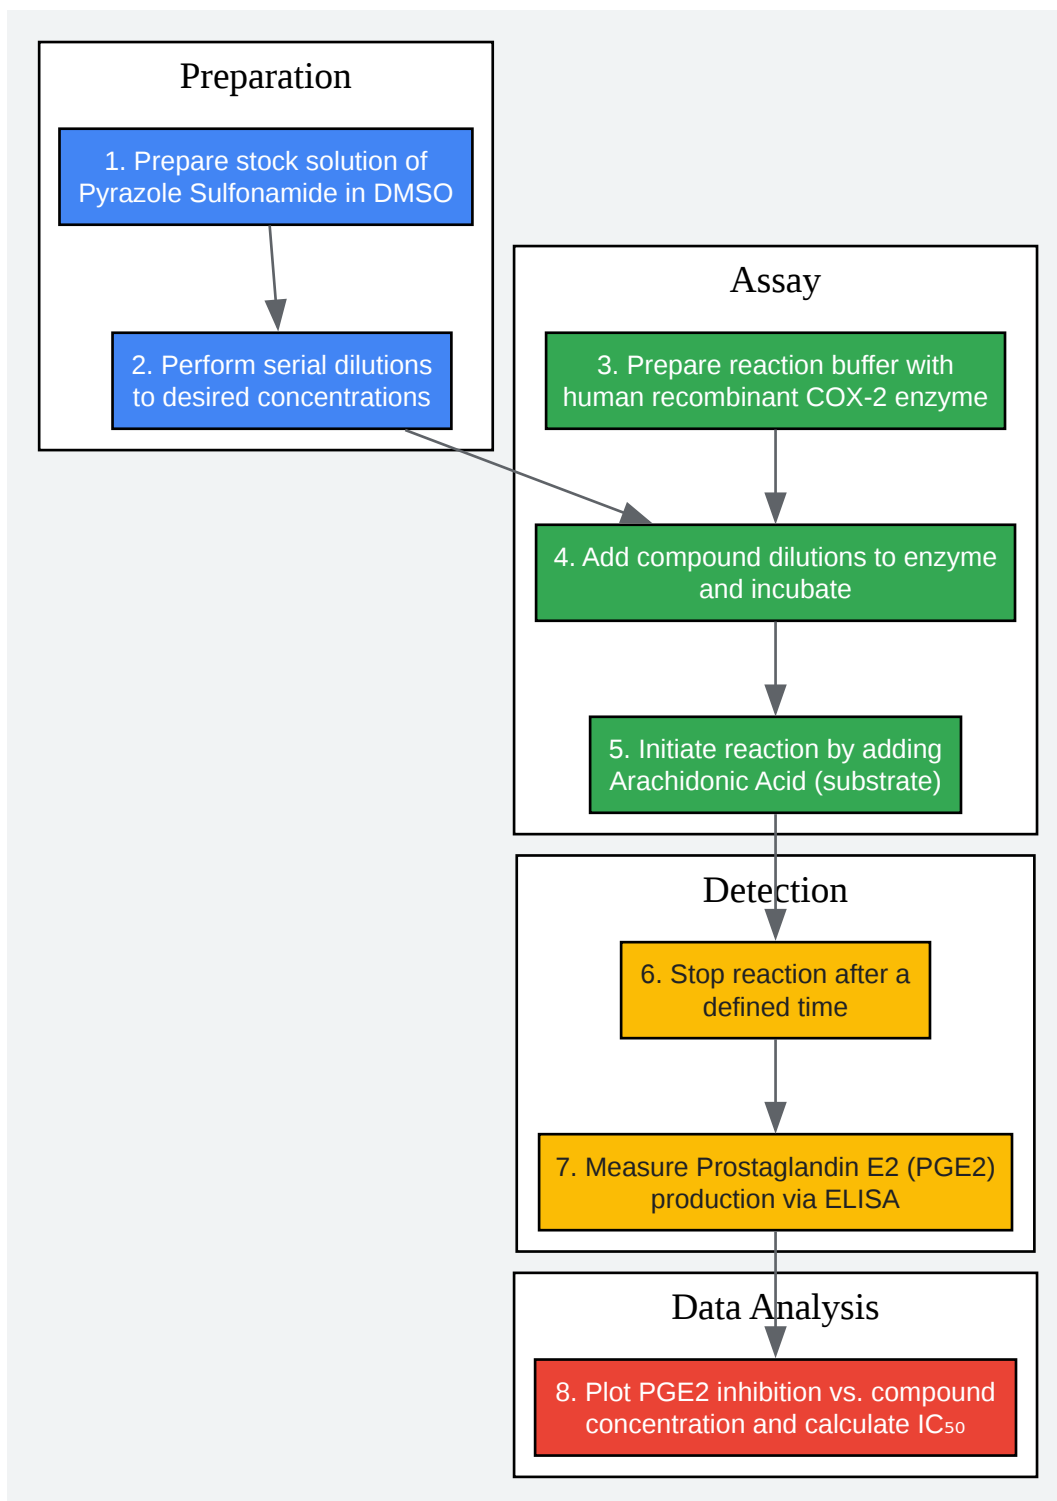 Preparation
1. Prepare stock solution of
Pyrazole Sulfonamide in DMSO
2. Perform serial dilutions
to desired concentrations
Assay
3. Prepare reaction buffer with
human recombinant COX-2 enzyme
4. Add compound dilutions to enzyme
and incubate
5. Initiate reaction by adding
Arachidonic Acid (substrate)
Detection
6. Stop reaction after a
defined time
7. Measure Prostaglandin E2 (PGE2)
production via ELISA
Data Analysis
8. Plot PGE2 inhibition vs. compound
concentration and calculate IC₅₀